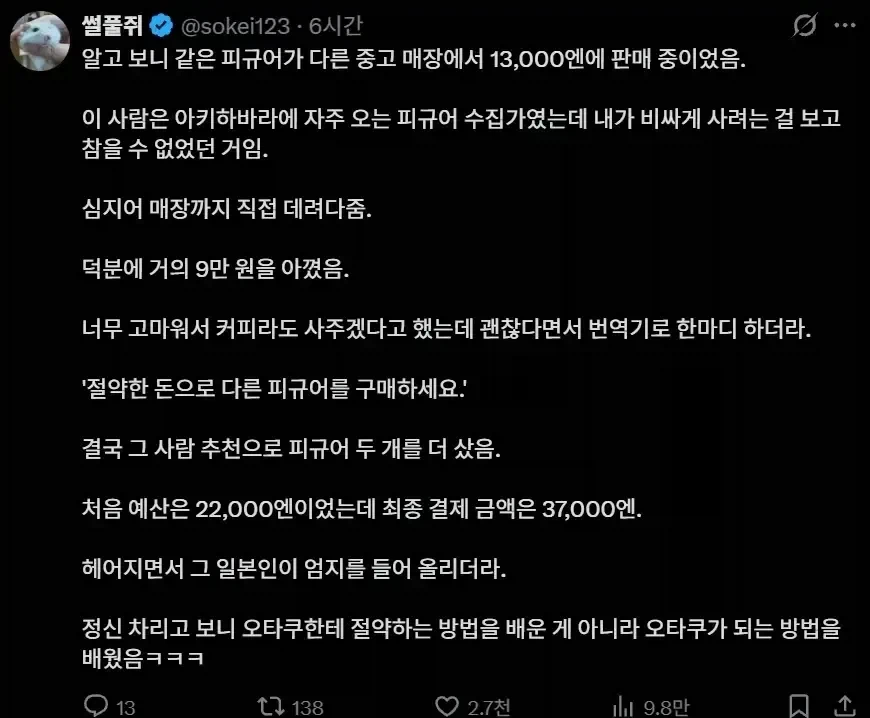 썰풀쥐 @sokei123 · 6시간
알고 보니 같은 피규어가 다른 중고 매장에서 13,000엔에 판매 중이었음.
이 사람은 아키하바라에 자주 오는 피규어 수집가였는데 내가 비싸게 사려는 걸 보고
참을 수 없었던 거임.
심지어 매장까지 직접 데려다줌.
덕분에 거의 9만 원을 아꼈음.
너무 고마워서 커피라도 사주겠다고 했는데 괜찮다면서 번역기로 한마디 하더라.
'절약한 돈으로 다른 피규어를 구매하세요.'
결국 그 사람 추천으로 피규어 두 개를 더 샀음.
처음 예산은 22,000엔이었는데 최종 결제 금액은 37,000엔.
헤어지면서 그 일본인이 엄지를 들어 올리더라.
정신 차리고 보니 오타쿠한테 절약하는 방법을 배운 게 아니라 오타쿠가 되는 방법을
배웠음ㅋㅋㅋ
13 138 2.7천 9.8만